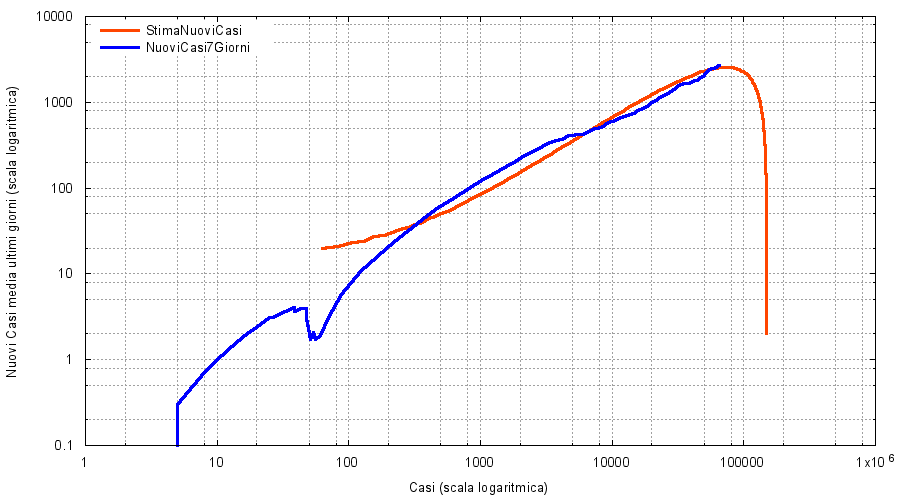 10000
StimaNuoviCasi
NuoviCasi7Giorni
1000
100
10
1
0.1
Nuovi Casi media ultimi giorni (scala logaritmica)
1 10 100 1000 10000 100000 1x10 6
Casi (scala logaritmica)